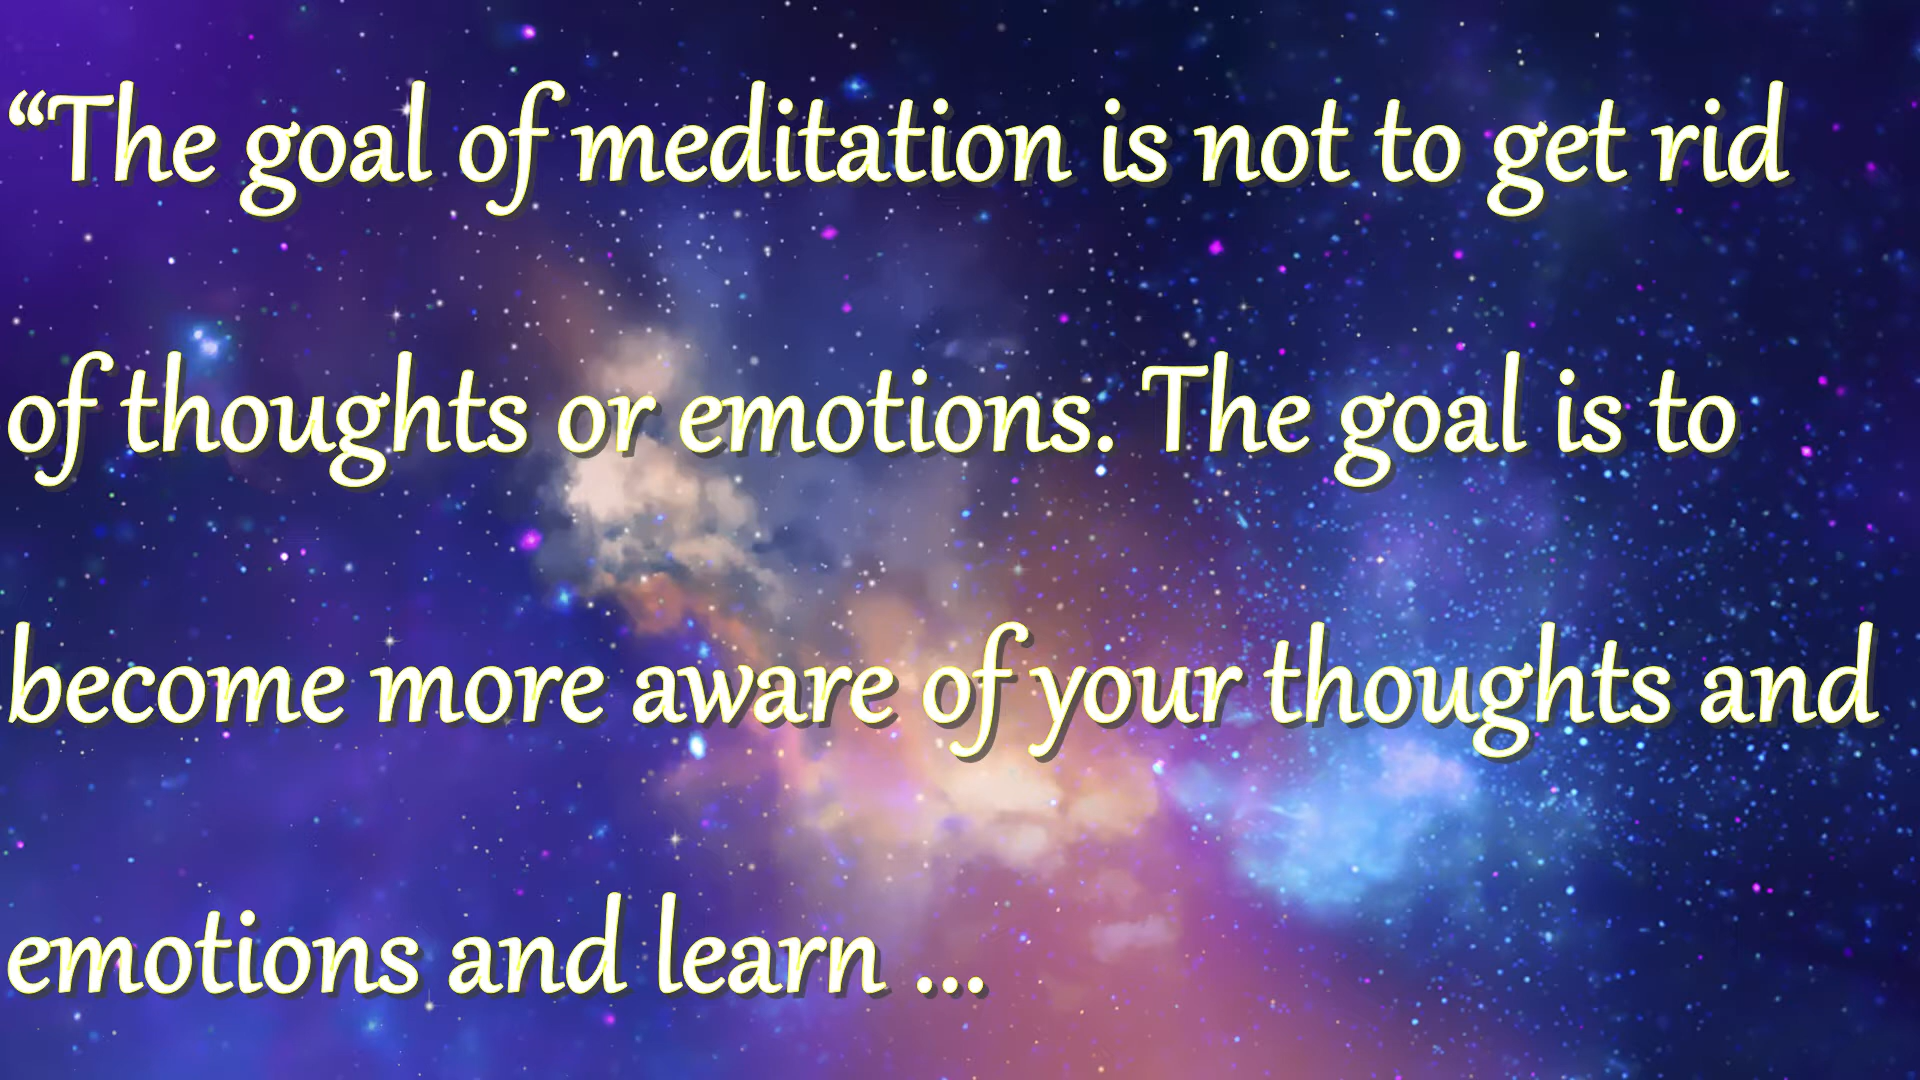 “The goal of meditation is not to get rid
of thoughts or emotions. The goal is to
become more aware of your thoughts and
emotions and learn ...